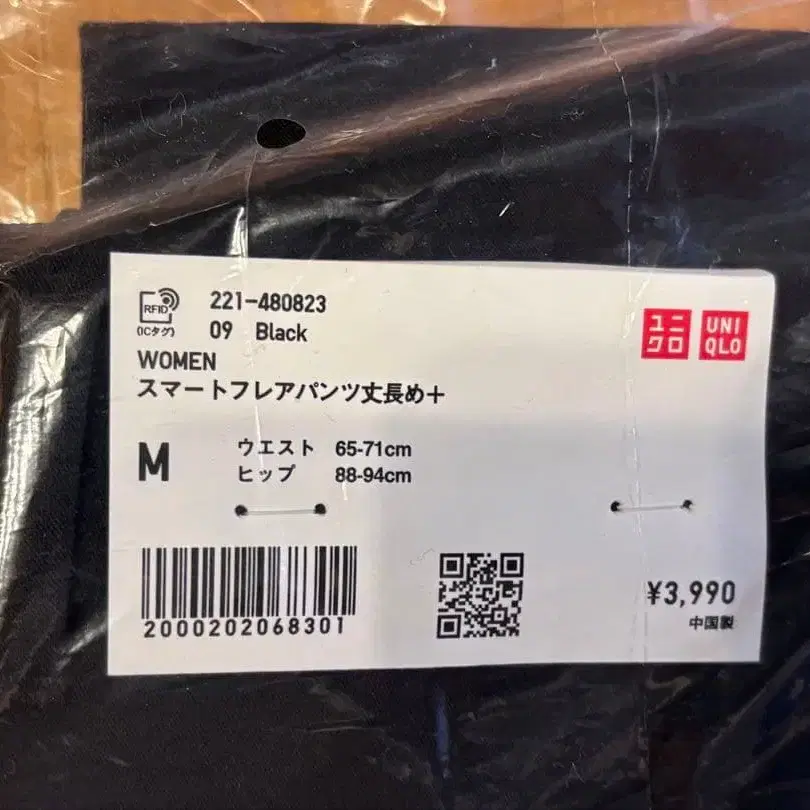 RFID
(ICタグ)
221-480823
09 Black
ユニ
クロ
UNI
QLO
WOMEN
スマートフレアパンツ丈長め+
M
ウエスト 65-71cm
ヒップ 88-94cm
2000202068301
¥3,990
中国製